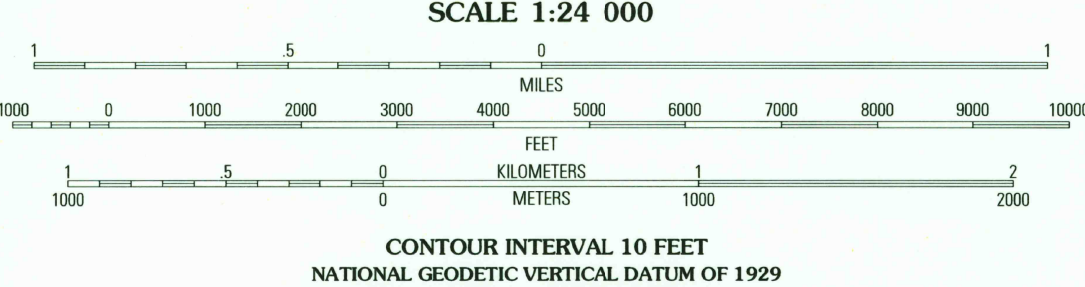 SCALE 1:24 000
1 .5 0 1
MILES
1000 0 1000 2000 3000 4000 5000 6000 7000 8000 9000 10000
FEET
1 .5 0 KILOMETERS 1 2
1000 0 METERS 1000 2000
CONTOUR INTERVAL 10 FEET
NATIONAL GEODETIC VERTICAL DATUM OF 1929